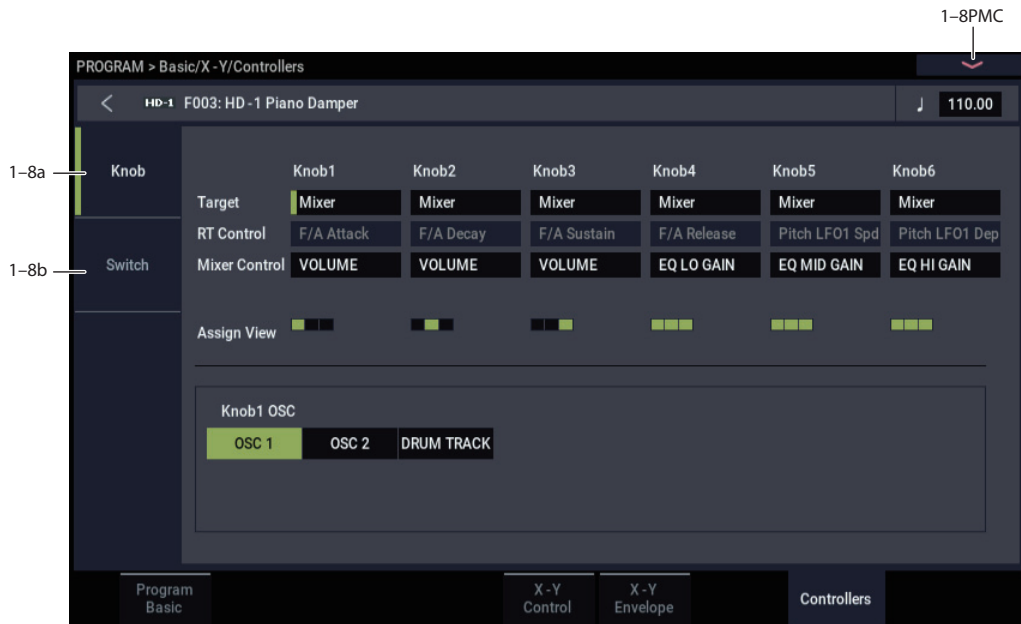 1–8PMC
PROGRAM > Basic/X-Y/Controllers
HD-1 F003: HD-1 Piano Damper
♩ 110.00
1–8a
Knob
Knob1 Knob2 Knob3 Knob4 Knob5 Knob6
Target Mixer Mixer Mixer Mixer Mixer Mixer
RT Control F/A Attack F/A Decay F/A Sustain F/A Release Pitch LFO1 Spd Pitch LFO1 Dep
1–8b
Switch
Mixer Control VOLUME VOLUME VOLUME EQ LO GAIN EQ MID GAIN EQ HI GAIN
Assign View
Knob1 OSC
OSC 1 OSC 2 DRUM TRACK
Program
Basic
X-Y
Control
X-Y
Envelope
Controllers